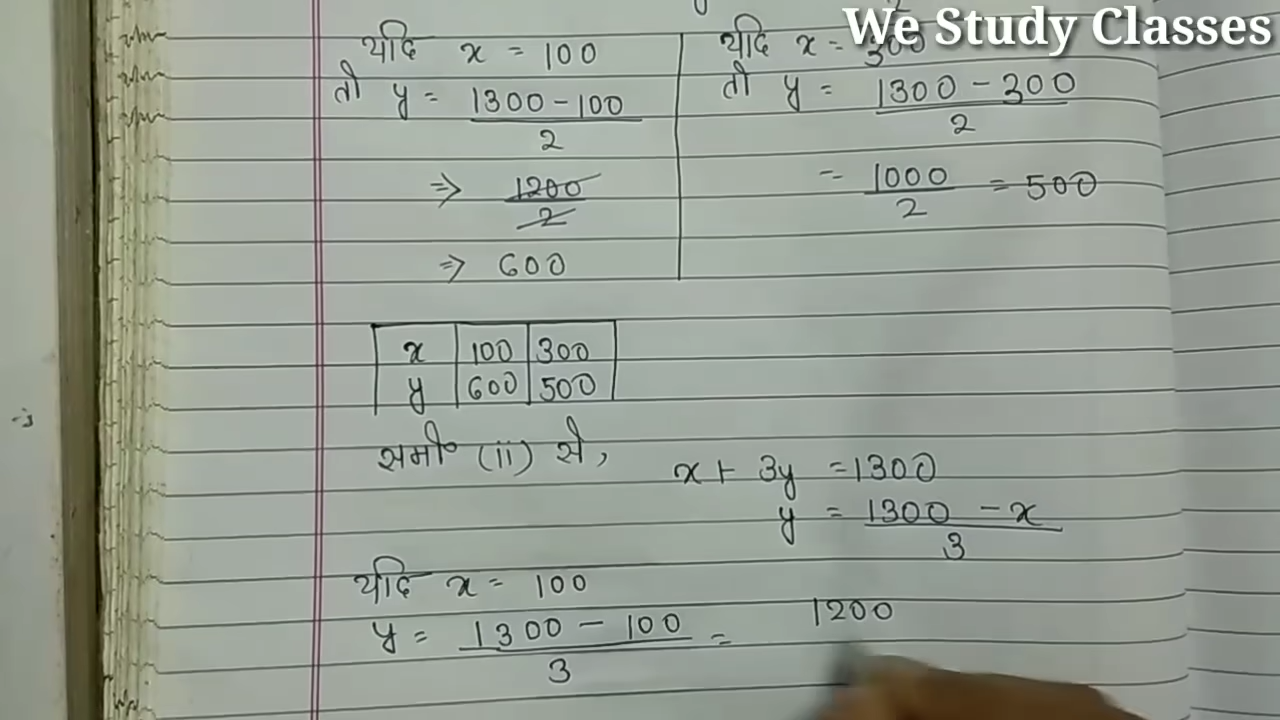 We Study Classes
यदि x = 100
तो y = 1300 - 100
2
⇒ 1200
2
⇒ 600
यदि x = 300
तो y = 1300 - 300
2
= 1000 = 500
2
x 100 300
y 600 500
समी० (ii) से,
x + 3y = 1300
y = 1300 - x
3
यदि x = 100
y = 1300 - 100 = 1200
3